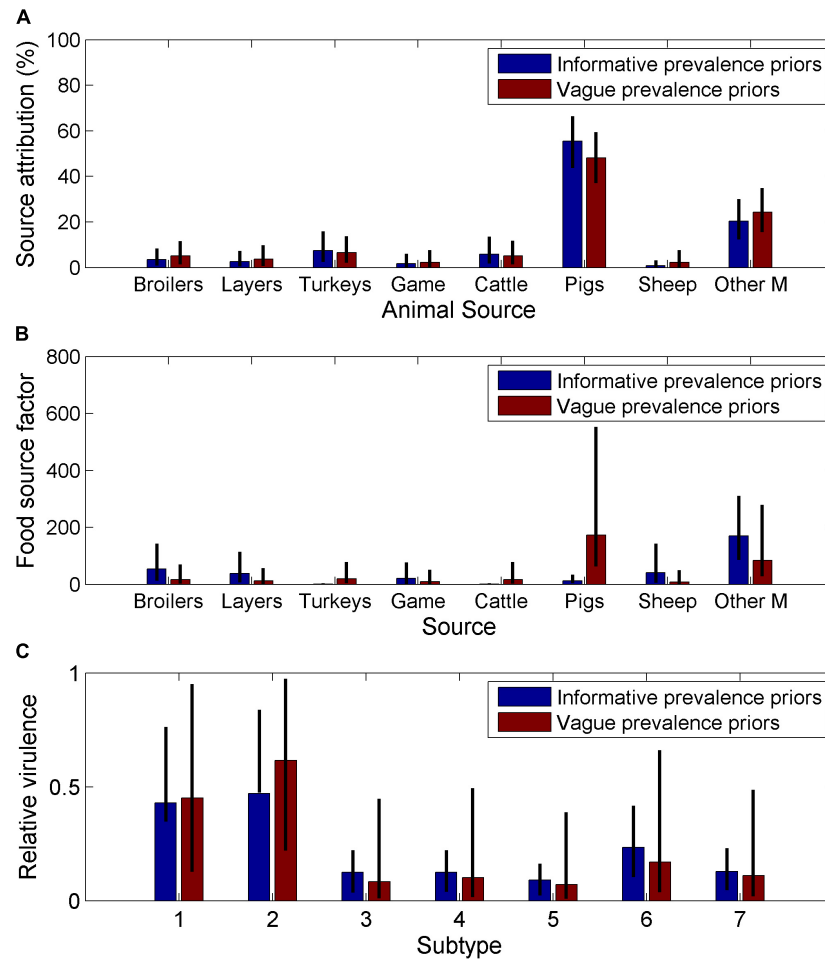 A
Source attribution (%)
100
80
60
40
20
0
Informative prevalence priors
Vague prevalence priors
Broilers Layers Turkeys Game Cattle Pigs Sheep Other M
Animal Source
B
Food source factor
800
600
400
200
0
Informative prevalence priors
Vague prevalence priors
Broilers Layers Turkeys Game Cattle Pigs Sheep Other M
Source
C
Relative virulence
1
0.5
0
Informative prevalence priors
Vague prevalence priors
1 2 3 4 5 6 7
Subtype